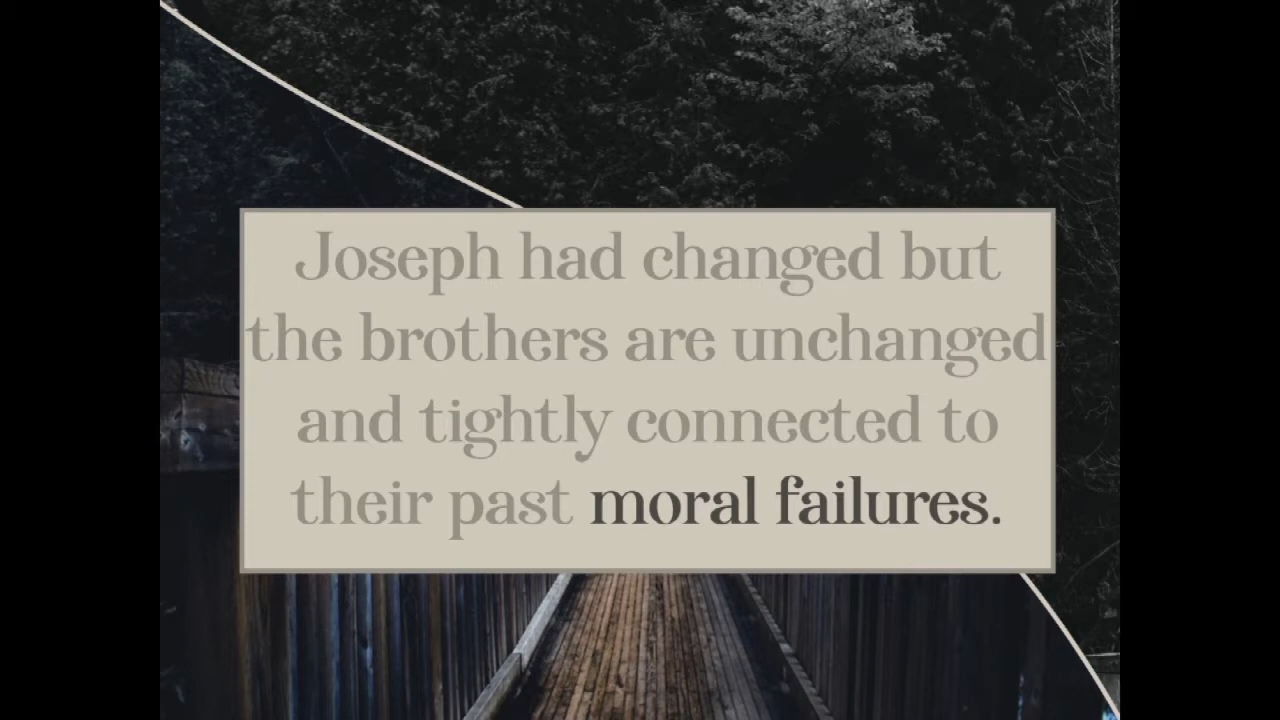 Joseph had changed but
the brothers are unchanged
and tightly connected to
their past moral failures.